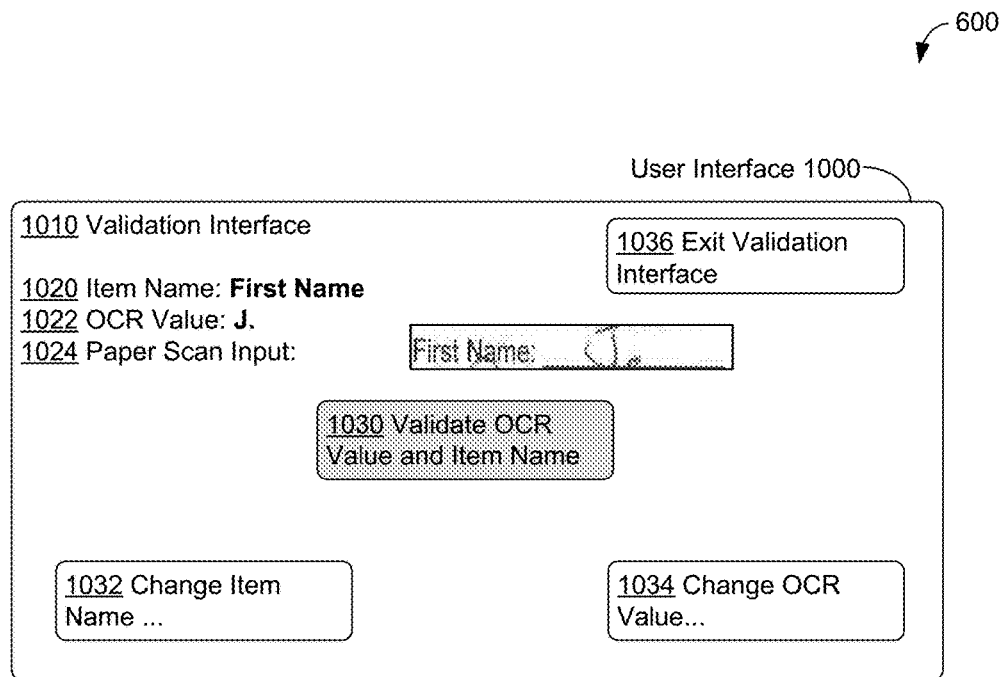 600
User Interface 1000
1010 Validation Interface
1036 Exit Validation
Interface
1020 Item Name: First Name
1022 OCR Value: J.
1024 Paper Scan Input:
First Name: J.
1030 Validate OCR
Value and Item Name
1032 Change Item
Name ...
1034 Change OCR
Value...